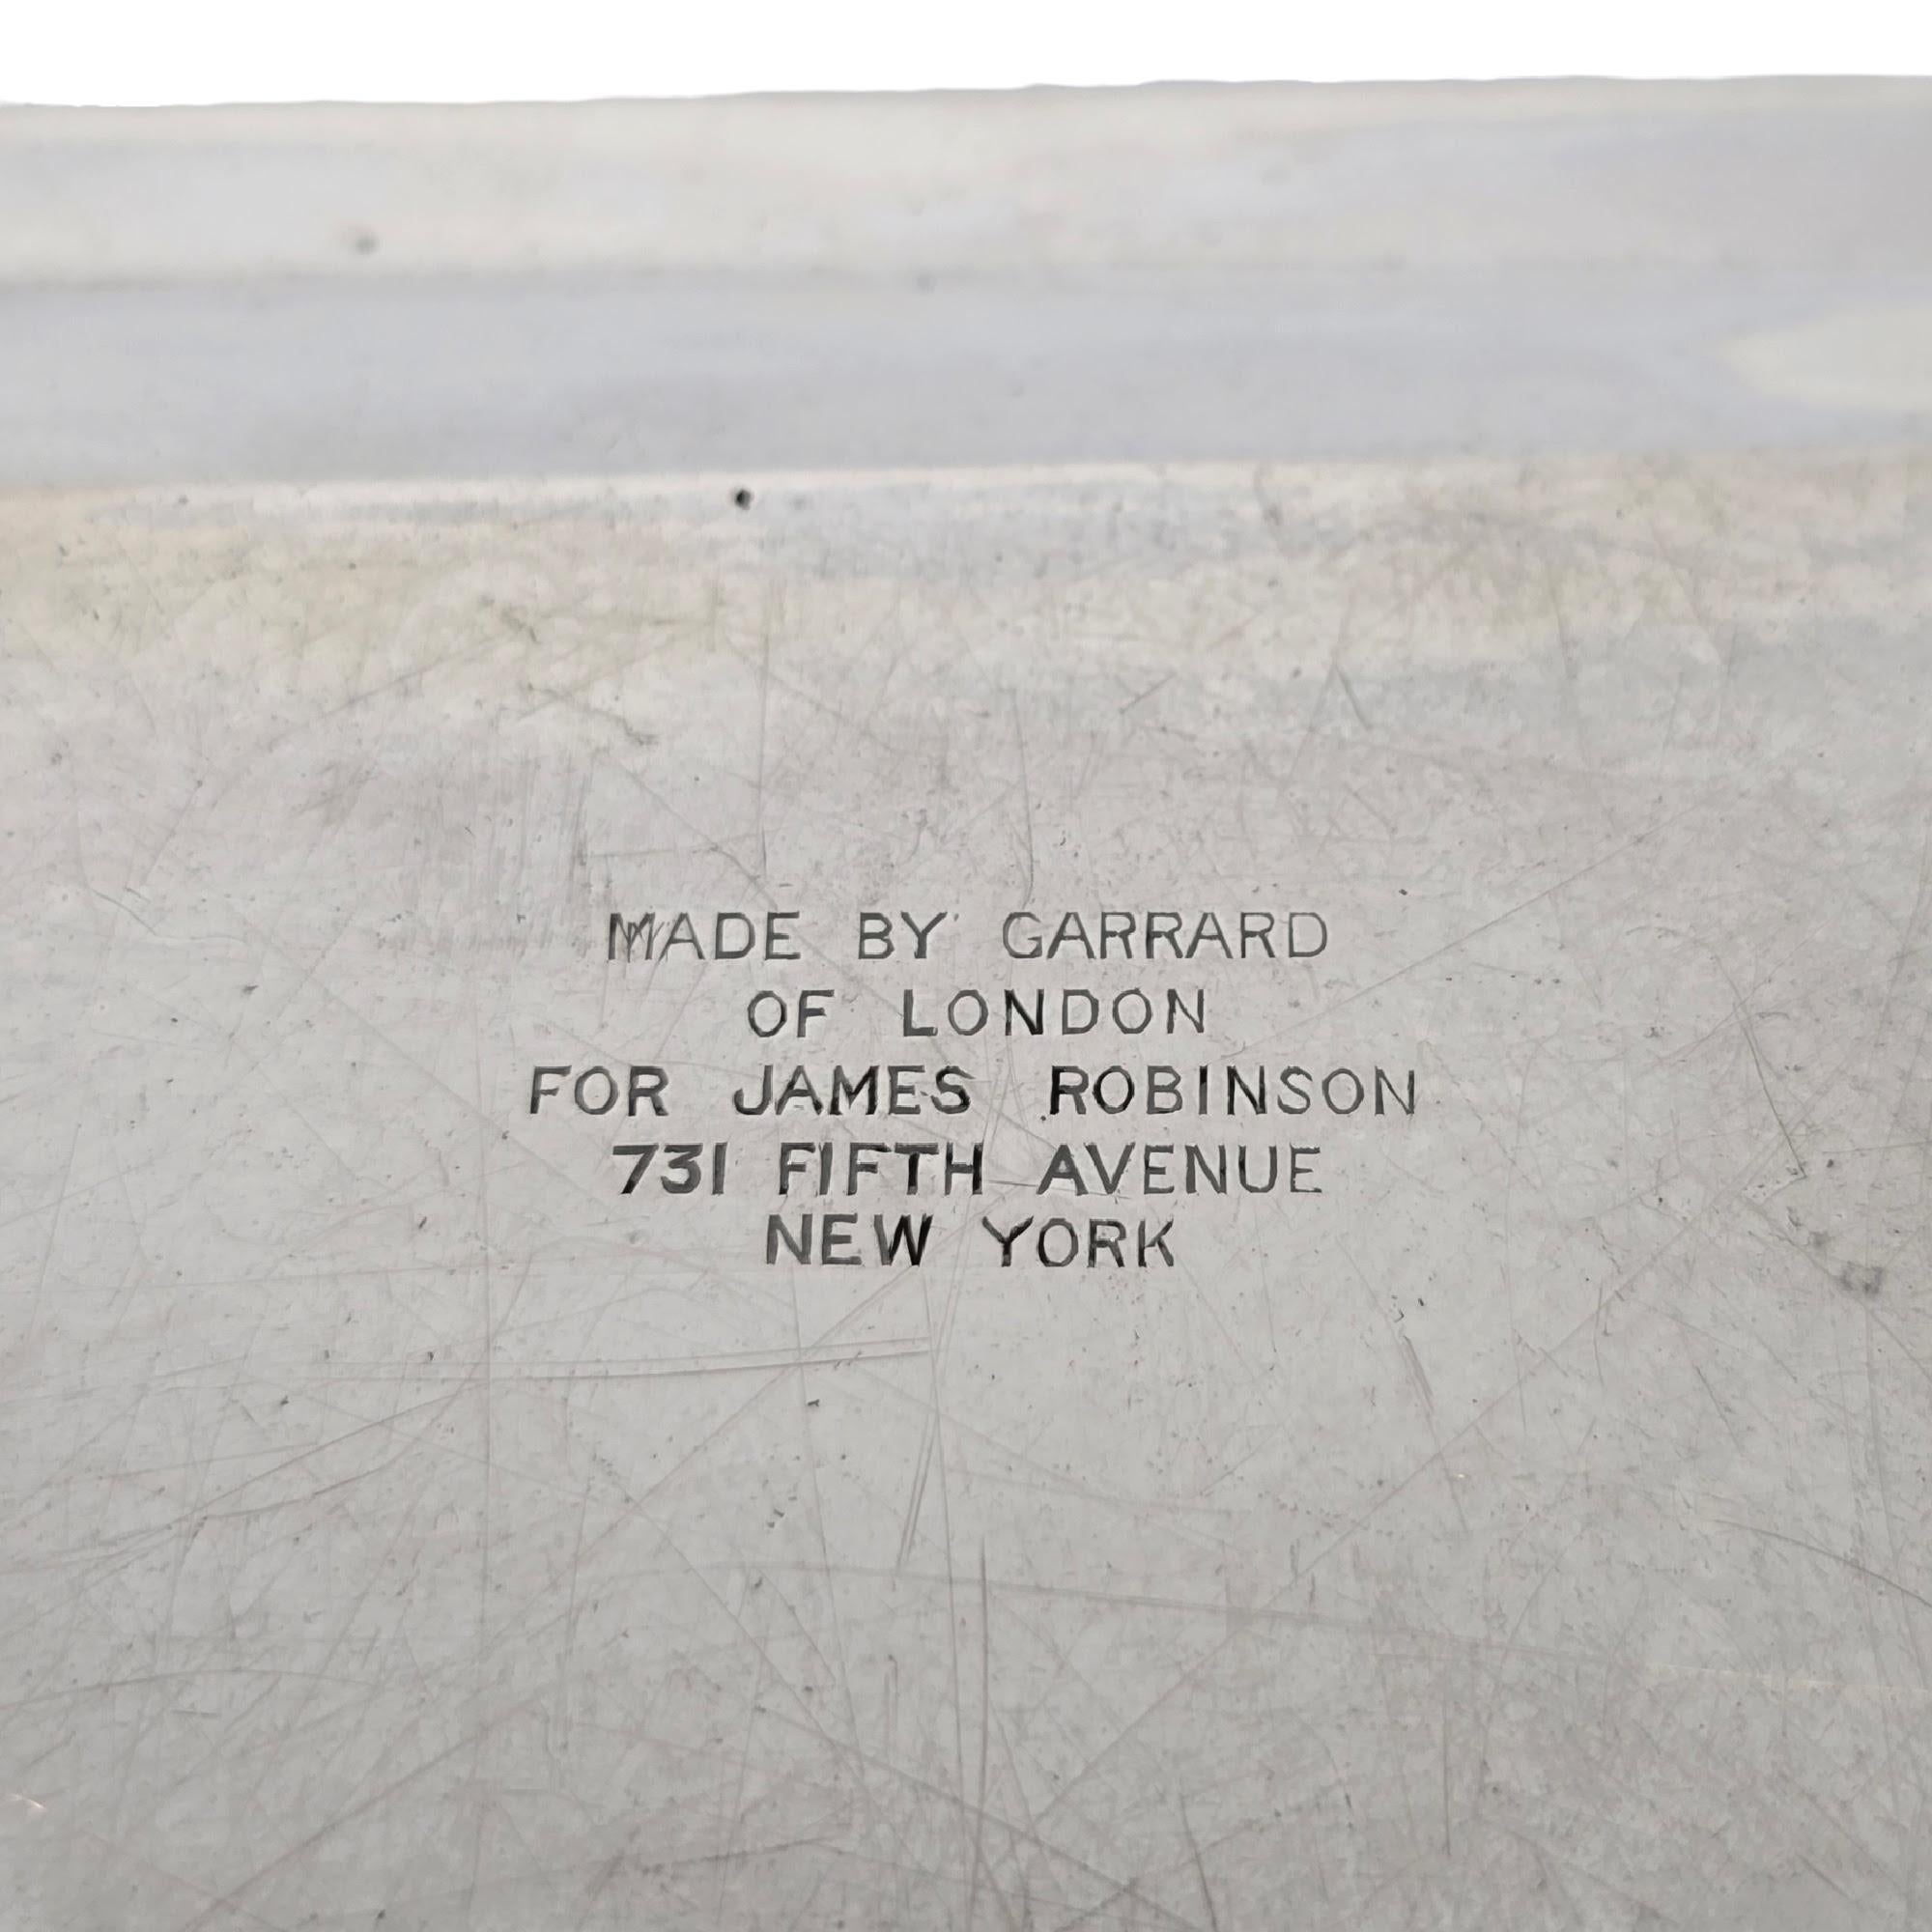 MADE BY GARRARD
OF LONDON
FOR JAMES ROBINSON
731 FIFTH AVENUE
NEW YORK